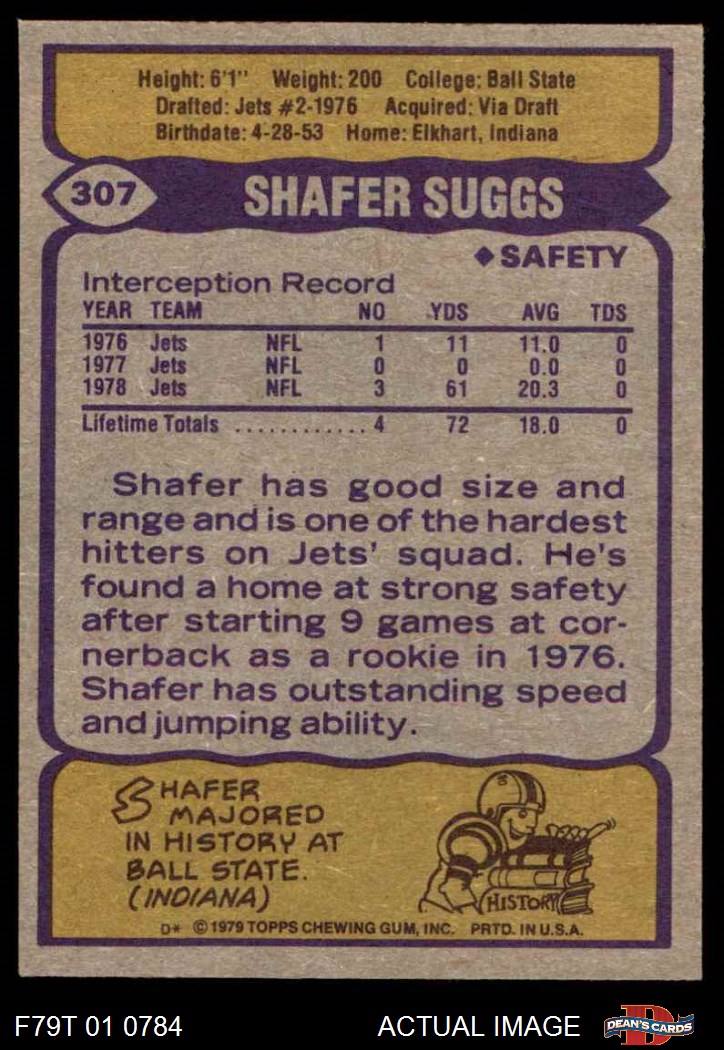 Height: 6'1" Weight: 200 College: Ball State
Drafted: Jets #2-1976 Acquired: Via Draft
Birthdate: 4-28-53 Home: Elkhart, Indiana
307 SHAFER SUGGS
◆SAFETY
Interception Record
YEAR TEAM NO YDS AVG TDS
1976 Jets NFL 1 11 11.0 0
1977 Jets NFL 0 0 0.0 0
1978 Jets NFL 3 61 20.3 0
Lifetime Totals ............ 4 72 18.0 0
Shafer has good size and
range and is one of the hardest
hitters on Jets' squad. He's
found a home at strong safety
after starting 9 games at cor-
nerback as a rookie in 1976.
Shafer has outstanding speed
and jumping ability.
SHAFER
MAJORED
IN HISTORY AT
BALL STATE.
(INDIANA)
HISTORY
D* © 1979 TOPPS CHEWING GUM, INC. PRTD. IN U.S.A.
F79T 01 0784 ACTUAL IMAGE D DEAN'S CARDS